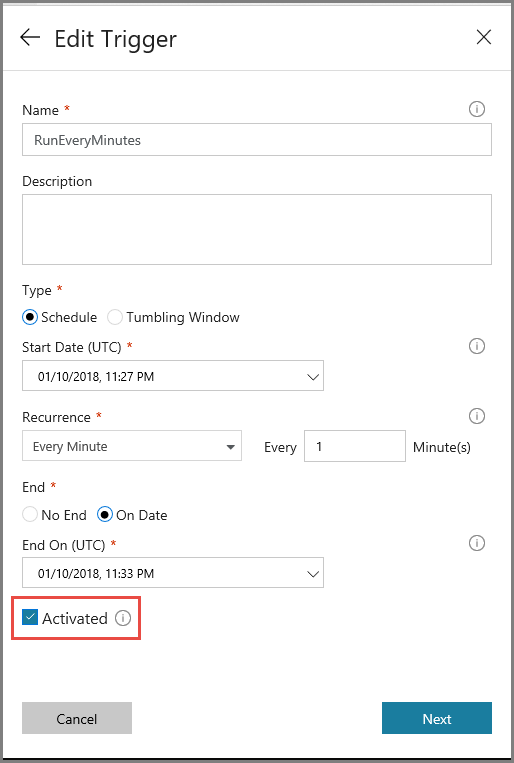 Edit Trigger
Name *
RunEveryMinutes
Description
Type *
Schedule Tumbling Window
Start Date (UTC) *
01/10/2018, 11:27 PM
Recurrence *
Every Minute Every 1 Minute(s)
End *
No End On Date
End On (UTC) *
01/10/2018, 11:33 PM
Activated
Cancel Next